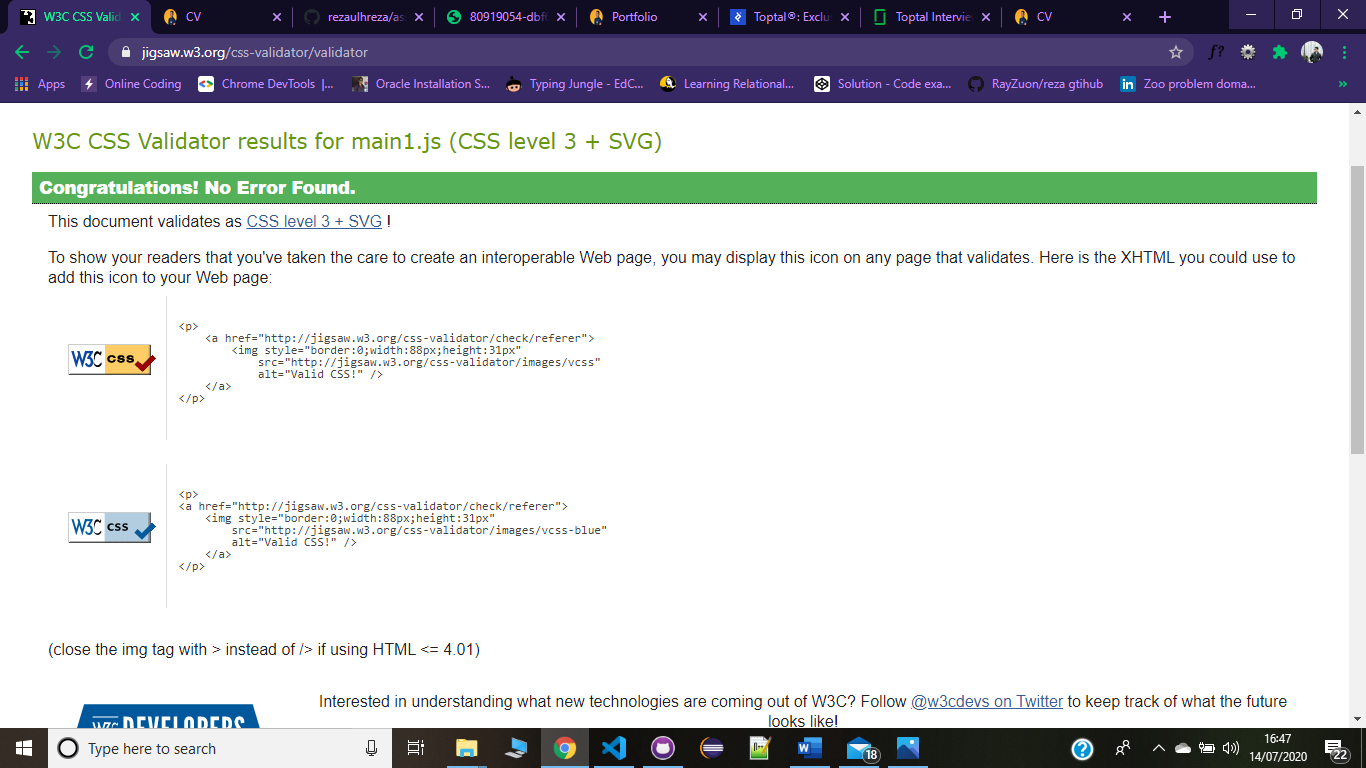 W3C CSS Valid
CV
rezaulhreza/as
80919054-dbff
Portfolio
Toptal®: Exclus
Toptal Intervie
CV
jigsaw.w3.org/css-validator/validator
f?
Apps
Online Coding
Chrome DevTools |...
Oracle Installation S...
Typing Jungle - EdC...
Learning Relational...
Solution - Code exa...
RayZuon/reza gtihub
in
Zoo problem doma...
»
W3C CSS Validator results for main1.js (CSS level 3 + SVG)
Congratulations! No Error Found.
This document validates as CSS level 3 + SVG !
To show your readers that you've taken the care to create an interoperable Web page, you may display this icon on any page that validates. Here is the XHTML you could use to
add this icon to your Web page:
W3C css
<p>
<a href="http://jigsaw.w3.org/css-validator/check/referer">
<img style="border:0;width:88px;height:31px"
src="http://jigsaw.w3.org/css-validator/images/vcss"
alt="Valid CSS!" />
</a>
</p>
W3C css
<p>
<a href="http://jigsaw.w3.org/css-validator/check/referer">
<img style="border:0;width:88px;height:31px"
src="http://jigsaw.w3.org/css-validator/images/vcss-blue"
alt="Valid CSS!" />
</a>
</p>
(close the img tag with > instead of /> if using HTML <= 4.01)
W3C DEVELOPERS
Interested in understanding what new technologies are coming out of W3C? Follow @w3cdevs on Twitter to keep track of what the future
looks like!
Type here to search
18
16:47
14/07/2020
22